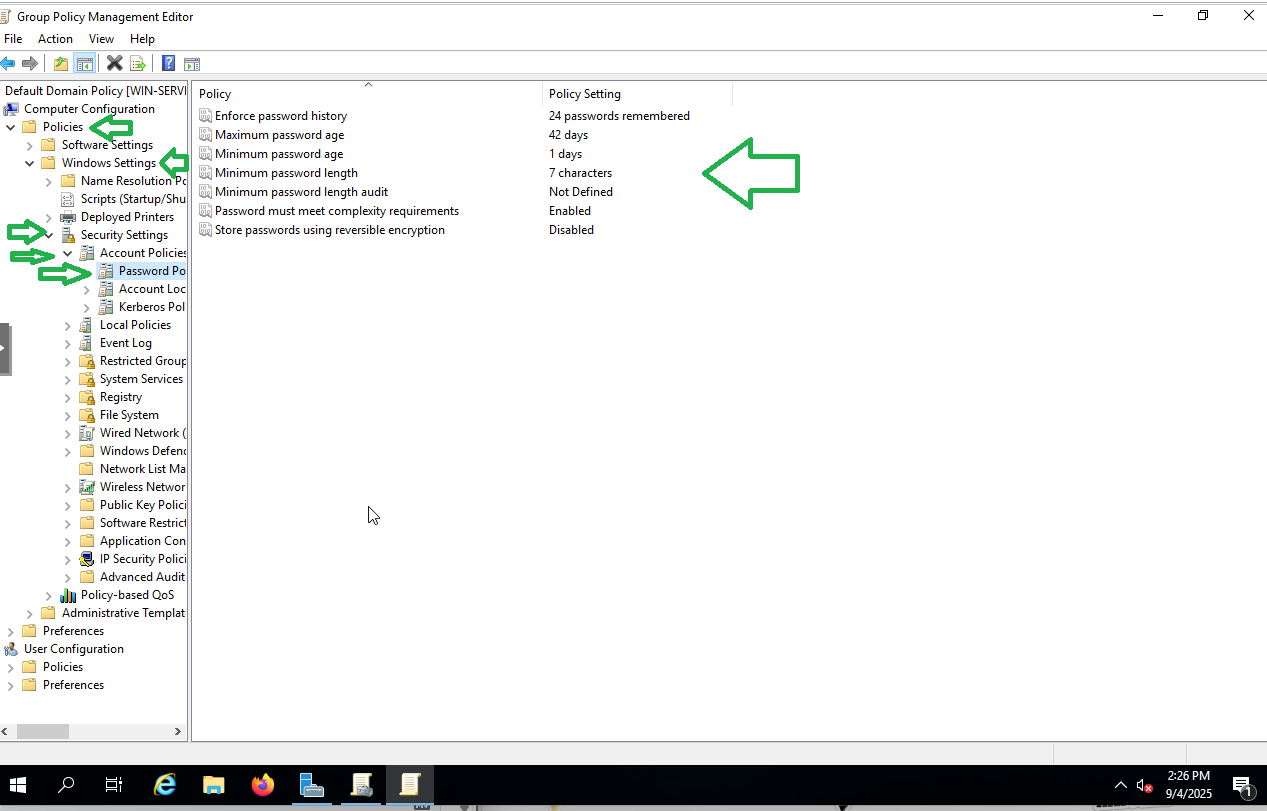 Group Policy Management Editor
File Action View Help
Default Domain Policy [WIN-SERVI
Computer Configuration
Policies
Software Settings
Windows Settings
Name Resolution Po
Scripts (Startup/Shu
Deployed Printers
Security Settings
Account Policies
Password Po
Account Loc
Kerberos Pol
Local Policies
Event Log
Restricted Group
System Services
Registry
File System
Wired Network (
Windows Defend
Network List Ma
Wireless Networ
Public Key Polici
Software Restrict
Application Con
IP Security Polici
Advanced Audit
Policy-based QoS
Administrative Templat
Preferences
User Configuration
Policies
Preferences
Policy Policy Setting
Enforce password history 24 passwords remembered
Maximum password age 42 days
Minimum password age 1 days
Minimum password length 7 characters
Minimum password length audit Not Defined
Password must meet complexity requirements Enabled
Store passwords using reversible encryption Disabled
2:26 PM
9/4/2025
1